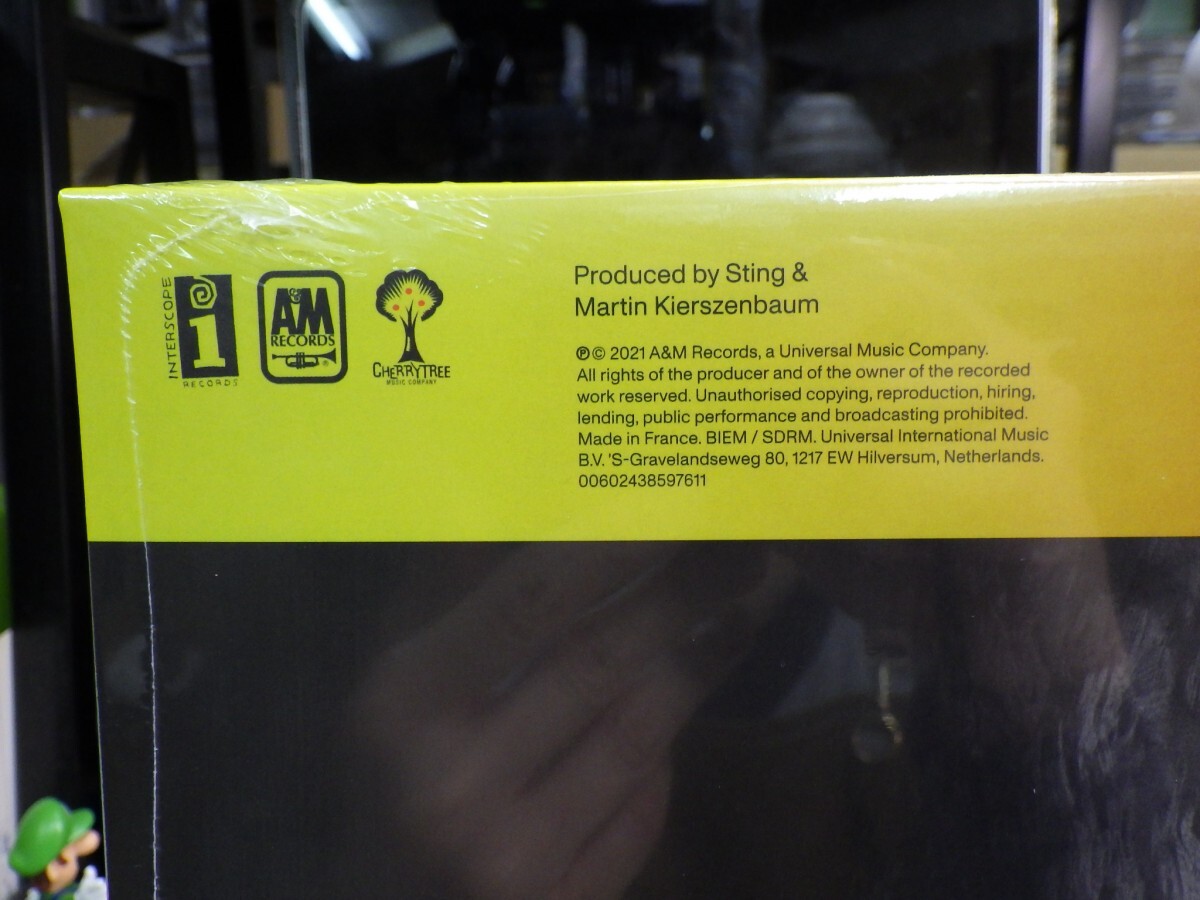 INTERSCOPE
RECORDS
A&M
RECORDS
®
CHERRYTREE
MUSIC COMPANY
Produced by Sting &
Martin Kierszenbaum
℗ © 2021 A&M Records, a Universal Music Company.
All rights of the producer and of the owner of the recorded
work reserved. Unauthorised copying, reproduction, hiring,
lending, public performance and broadcasting prohibited.
Made in France. BIEM / SDRM. Universal International Music
B.V. 'S-Gravelandseweg 80, 1217 EW Hilversum, Netherlands.
00602438597611